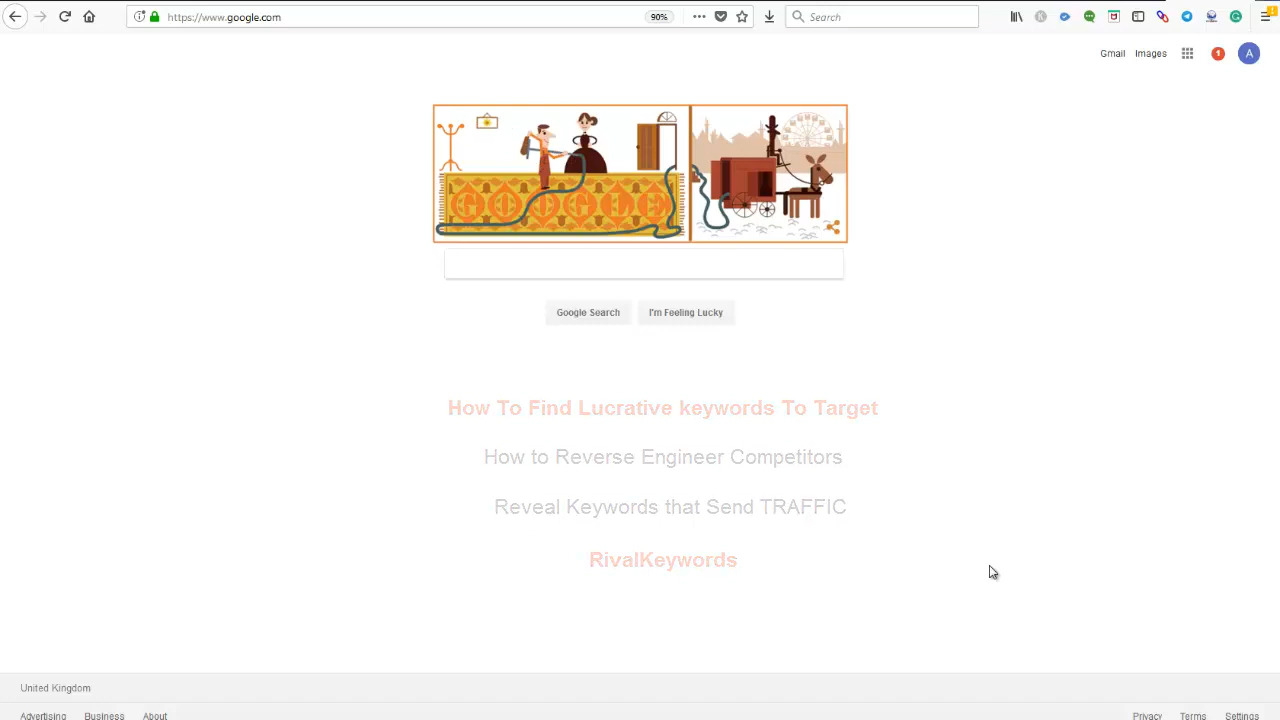 https://www.google.com
90%
Search
Gmail
Images
1
A
GOOGLE
Google Search
I'm Feeling Lucky
How To Find Lucrative keywords To Target
How to Reverse Engineer Competitors
Reveal Keywords that Send TRAFFIC
RivalKeywords
United Kingdom
Advertising
Business
About
Privacy
Terms
Settings